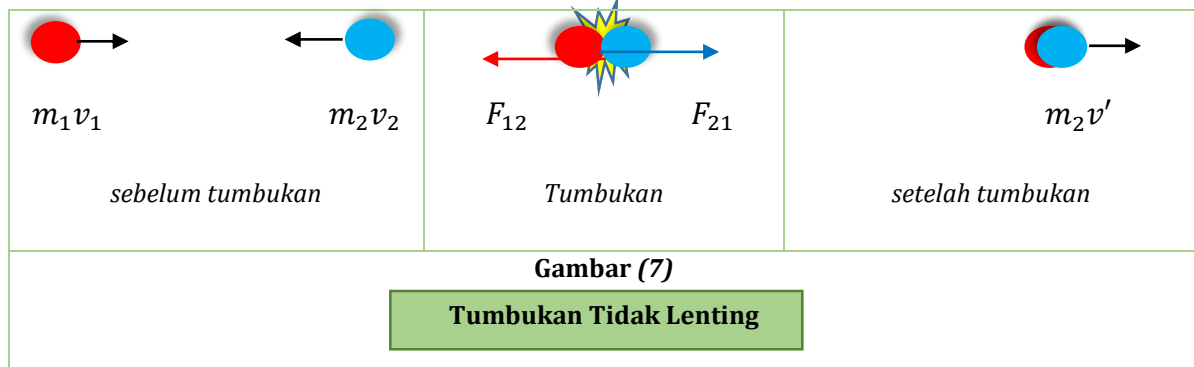 m₁v₁ m₂v₂ F₁₂ F₂₁ m₂v′
sebelum tumbukan Tumbukan setelah tumbukan
Gambar (7)
Tumbukan Tidak Lenting